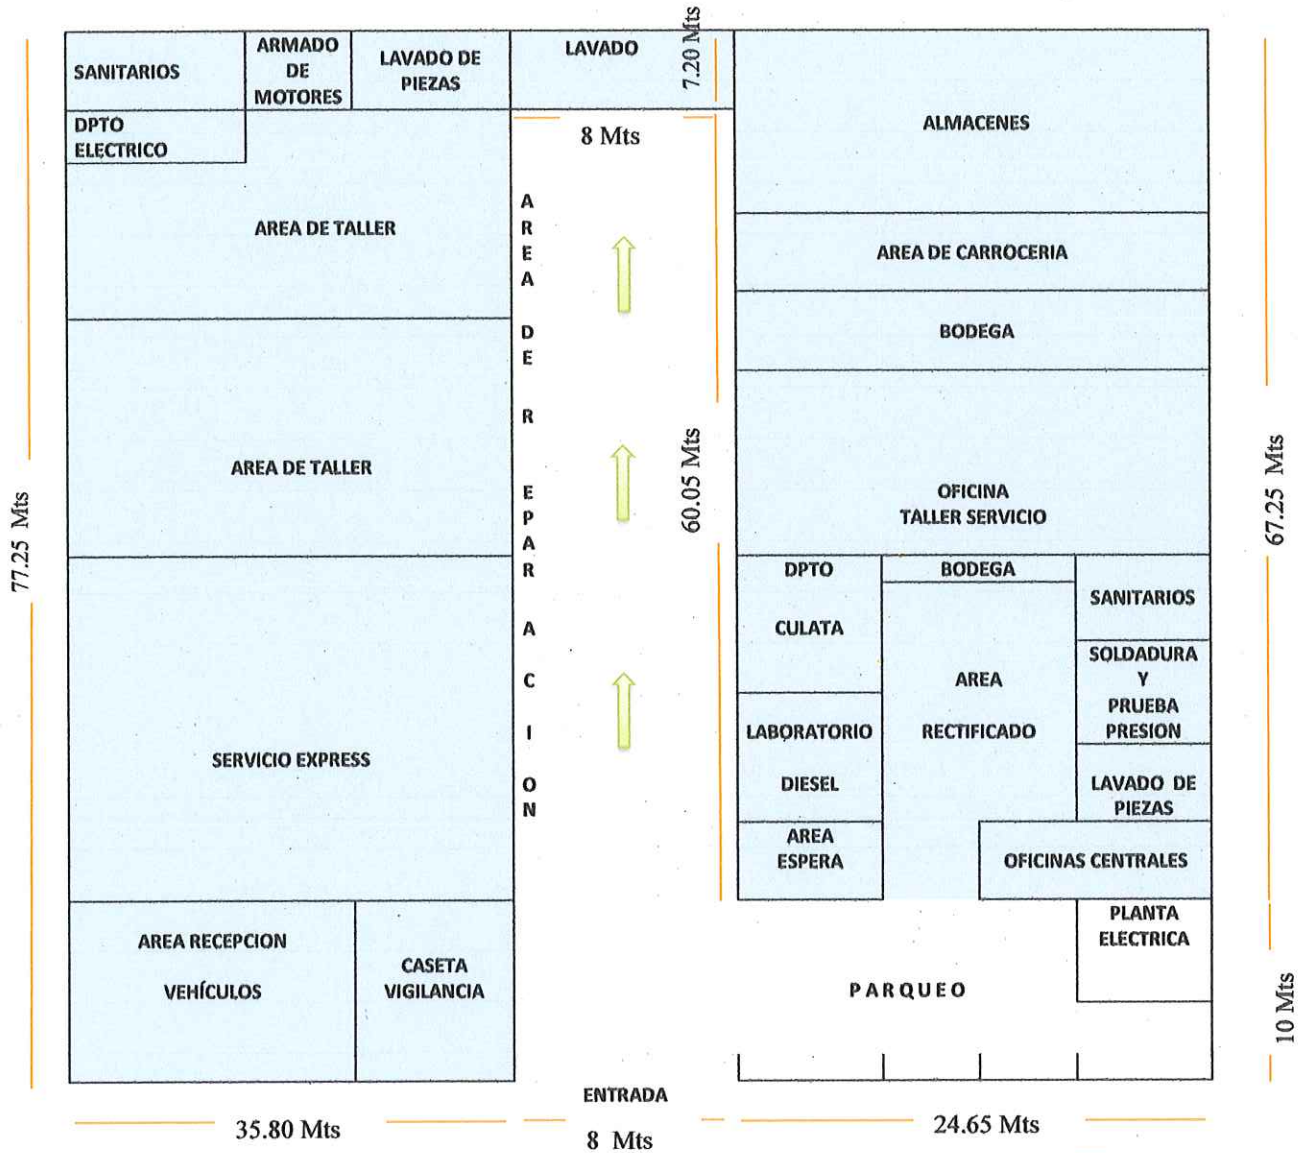 SANITARIOS
ARMADO
DE
MOTORES
LAVADO DE
PIEZAS
LAVADO
7.20 Mts
8 Mts
DPTO
ELECTRICO
AREA DE TALLER
AREA DE TALLER
SERVICIO EXPRESS
AREA RECEPCION
VEHÍCULOS
CASETA
VIGILANCIA
77.25 Mts
AREA DE REPARACION
60.05 Mts
ALMACENES
AREA DE CARROCERIA
BODEGA
OFICINA
TALLER SERVICIO
DPTO
CULATA
BODEGA
SANITARIOS
SOLDADURA
Y
PRUEBA
PRESION
AREA
RECTIFICADO
LABORATORIO
DIESEL
LAVADO DE
PIEZAS
AREA
ESPERA
OFICINAS CENTRALES
PLANTA
ELECTRICA
PARQUEO
67.25 Mts
10 Mts
ENTRADA
35.80 Mts
8 Mts
24.65 Mts